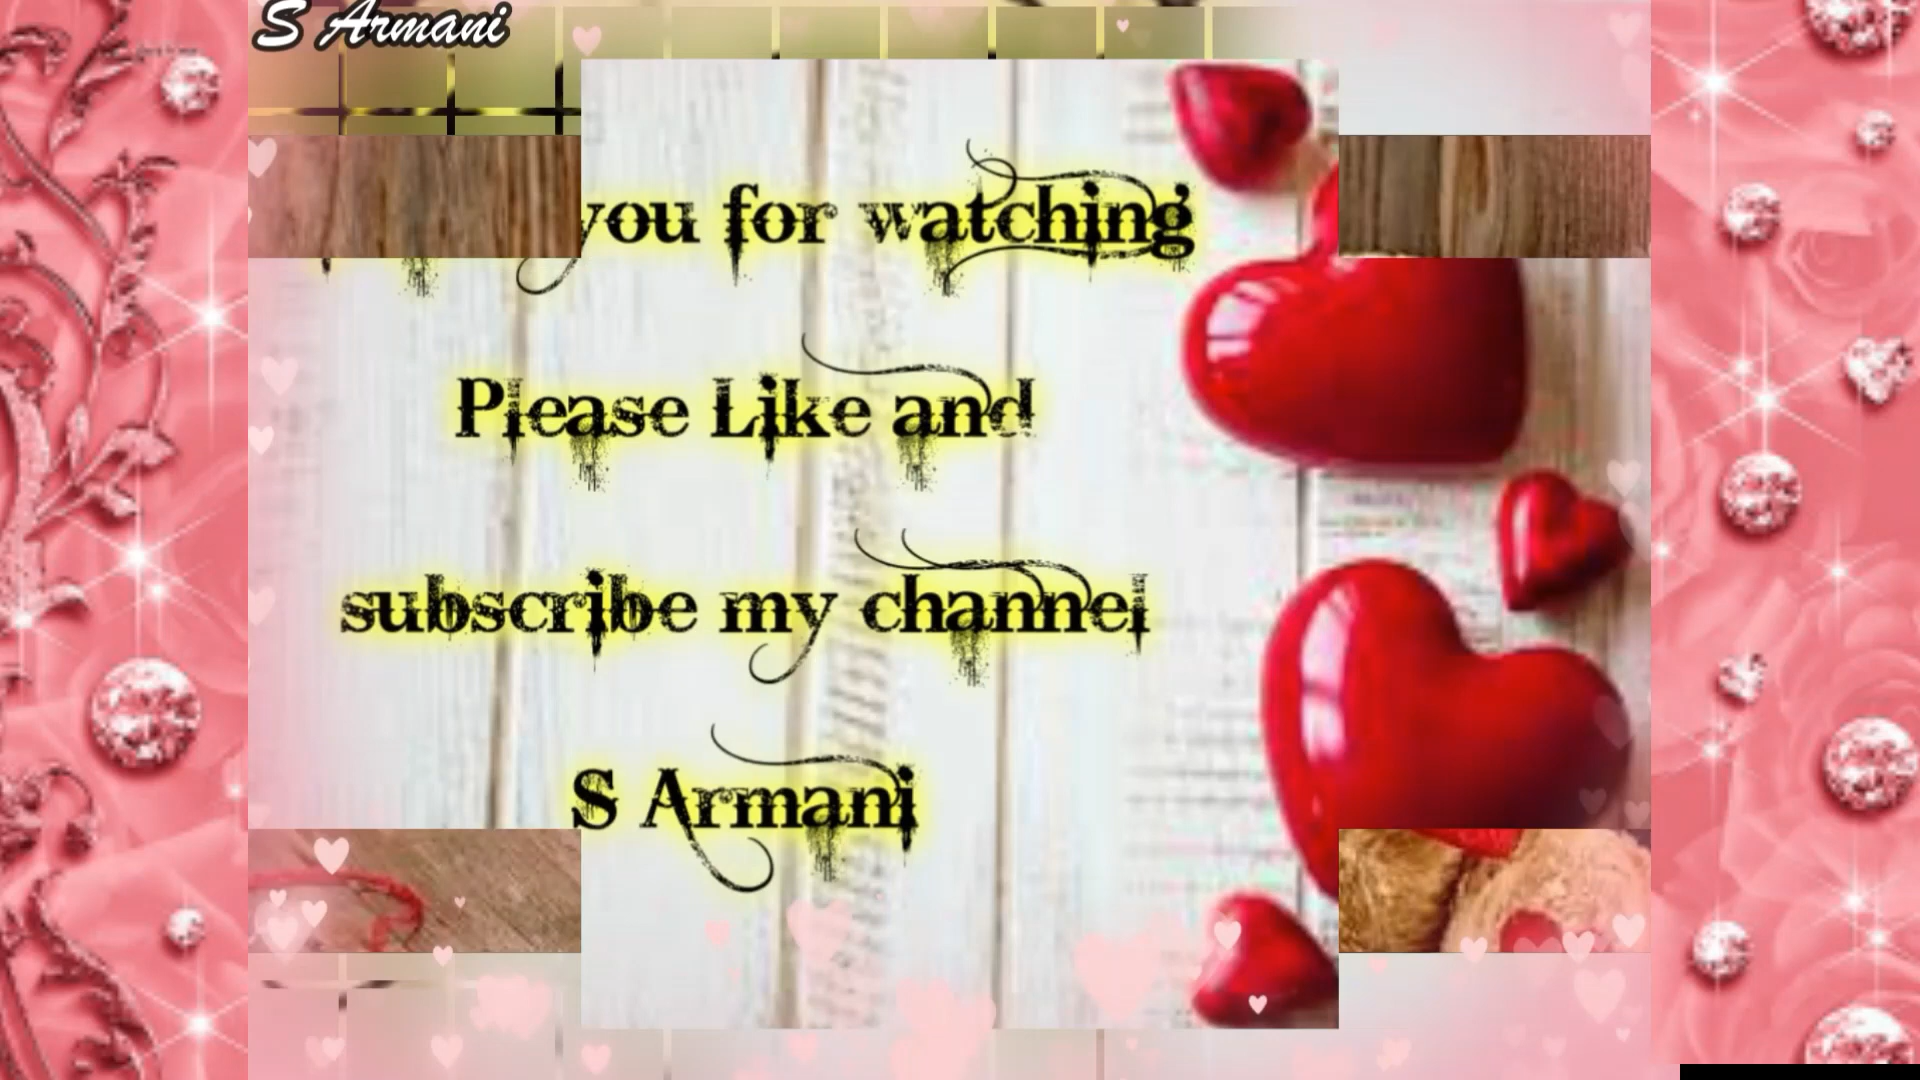 S Armani
you for watching
Please Like and
subscribe my channel
S Armani